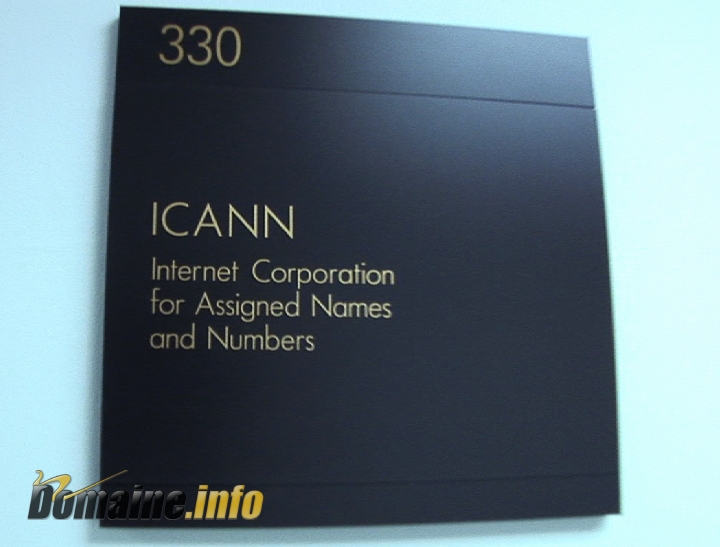 330
ICANN
Internet Corporation
for Assigned Names
and Numbers
Domaine.info